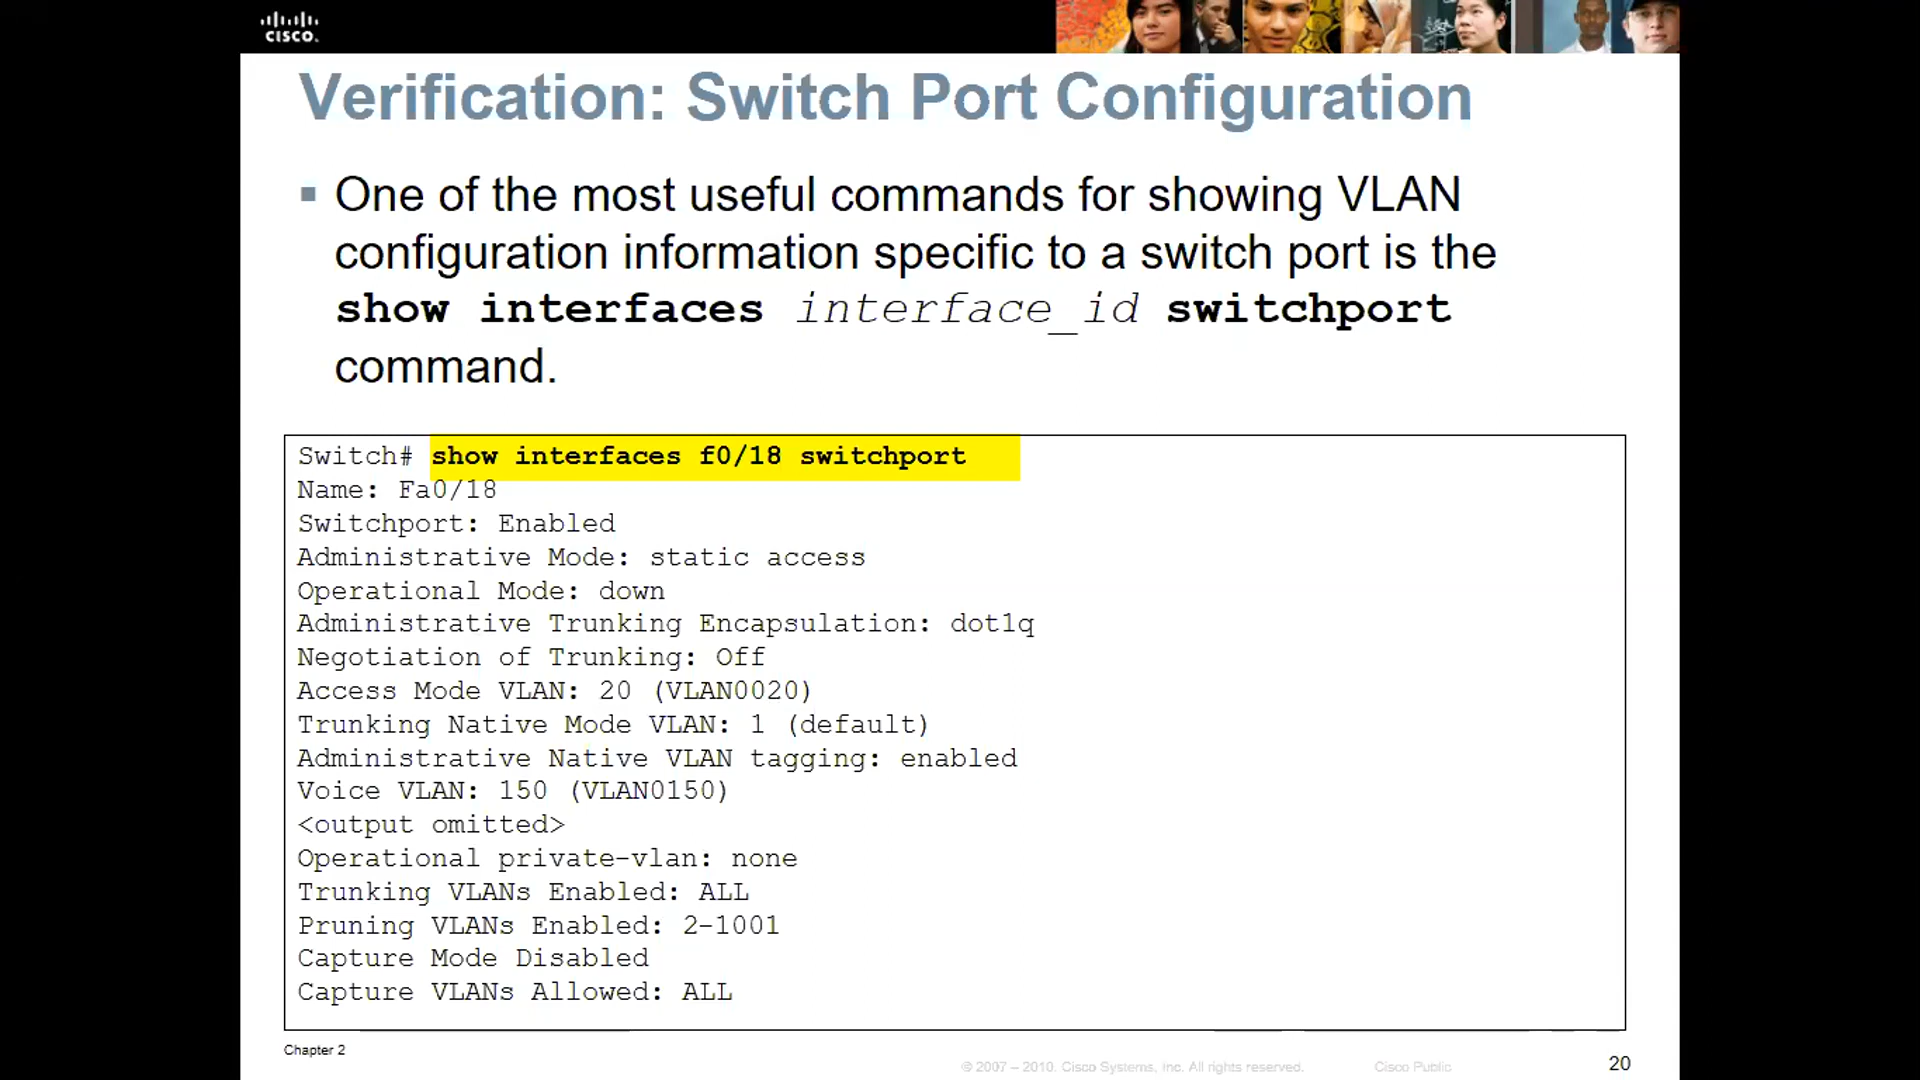 CISCO.
Verification: Switch Port Configuration
▪ One of the most useful commands for showing VLAN
configuration information specific to a switch port is the
show interfaces interface_id switchport
command.
Switch# show interfaces f0/18 switchport
Name: Fa0/18
Switchport: Enabled
Administrative Mode: static access
Operational Mode: down
Administrative Trunking Encapsulation: dot1q
Negotiation of Trunking: Off
Access Mode VLAN: 20 (VLAN0020)
Trunking Native Mode VLAN: 1 (default)
Administrative Native VLAN tagging: enabled
Voice VLAN: 150 (VLAN0150)
<output omitted>
Operational private-vlan: none
Trunking VLANs Enabled: ALL
Pruning VLANs Enabled: 2-1001
Capture Mode Disabled
Capture VLANs Allowed: ALL
Chapter 2
© 2007 – 2010, Cisco Systems, Inc. All rights reserved. Cisco Public 20